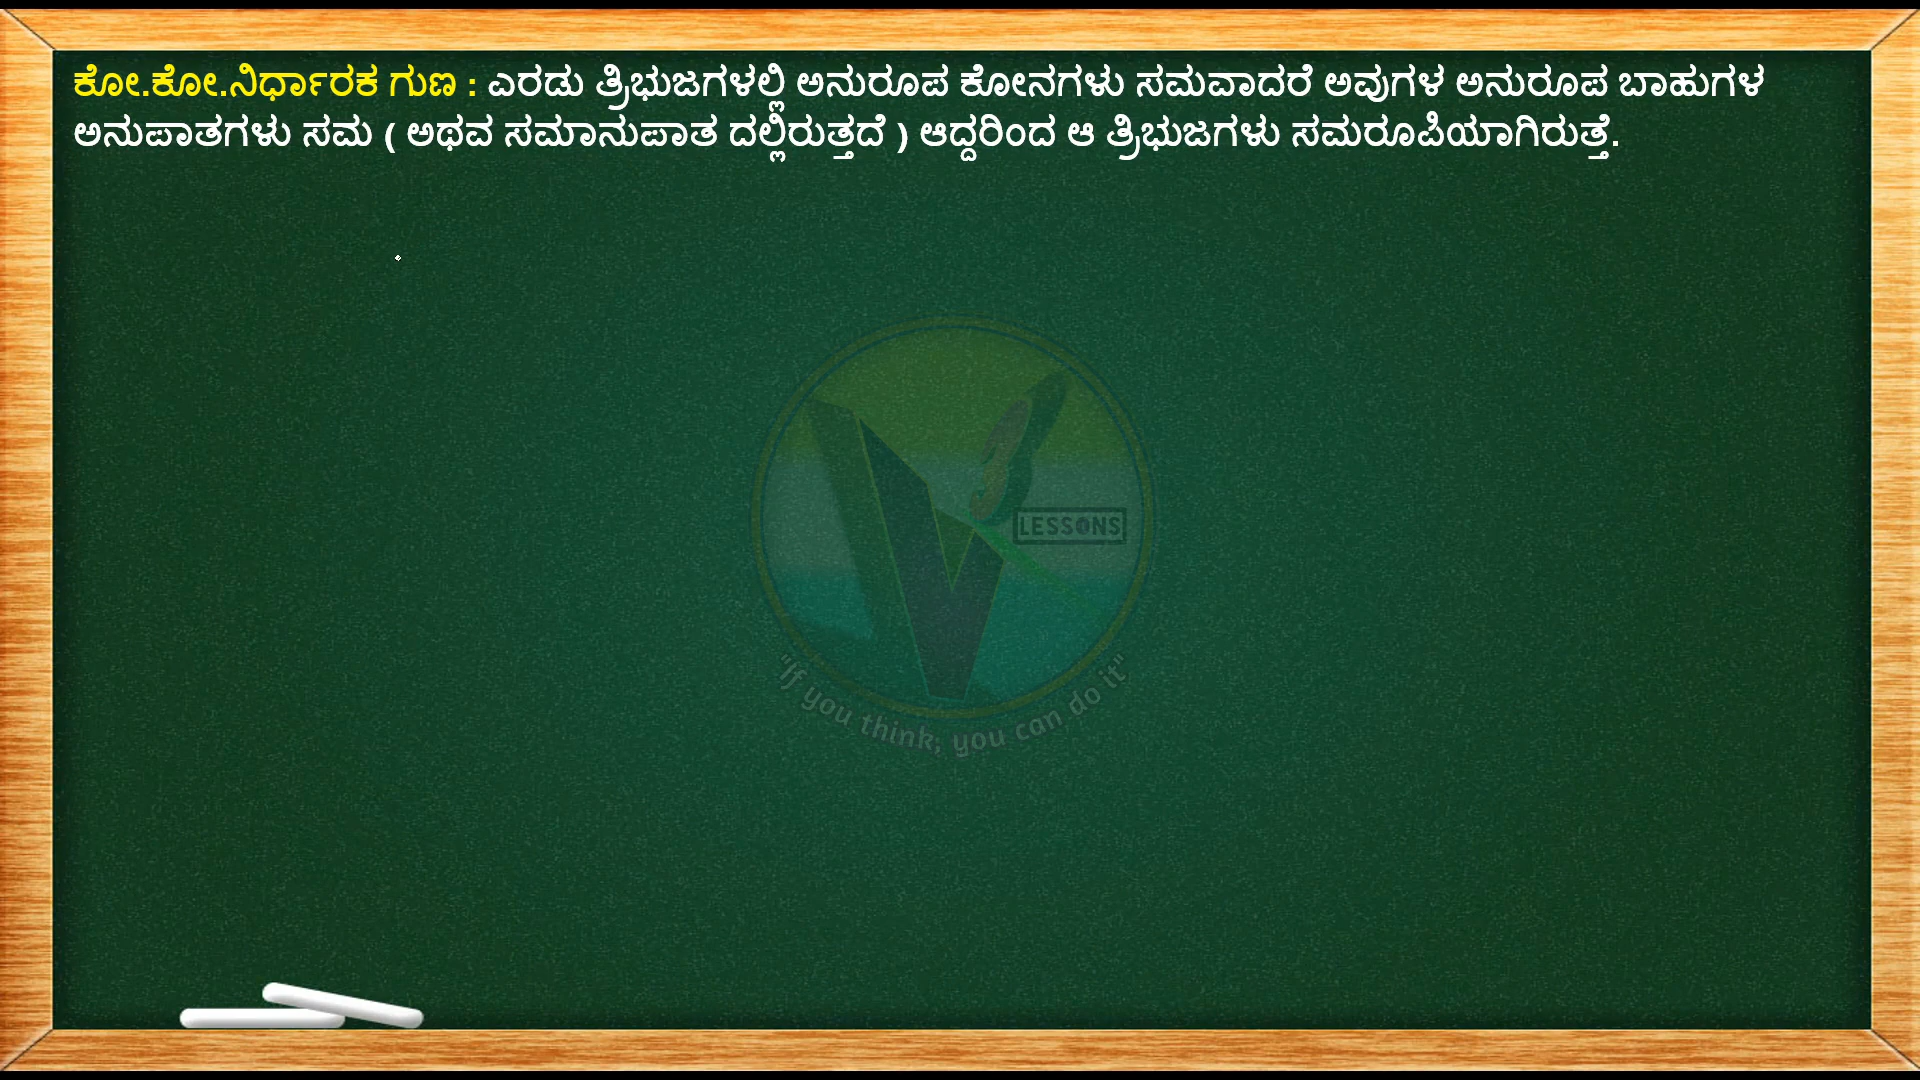 ಕೋ.ಕೋ.ನಿರ್ಧಾರಕ ಗುಣ : ಎರಡು ತ್ರಿಭುಜಗಳಲ್ಲಿ ಅನುರೂಪ ಕೋನಗಳು ಸಮವಾದರೆ ಅವುಗಳ ಅನುರೂಪ ಬಾಹುಗಳ
ಅನುಪಾತಗಳು ಸಮ ( ಅಥವ ಸಮಾನುಪಾತ ದಲ್ಲಿರುತ್ತದೆ ) ಆದ್ದರಿಂದ ಆ ತ್ರಿಭುಜಗಳು ಸಮರೂಪಿಯಾಗಿರುತ್ತೆ.
LESSONS
"If you think, you can do it"